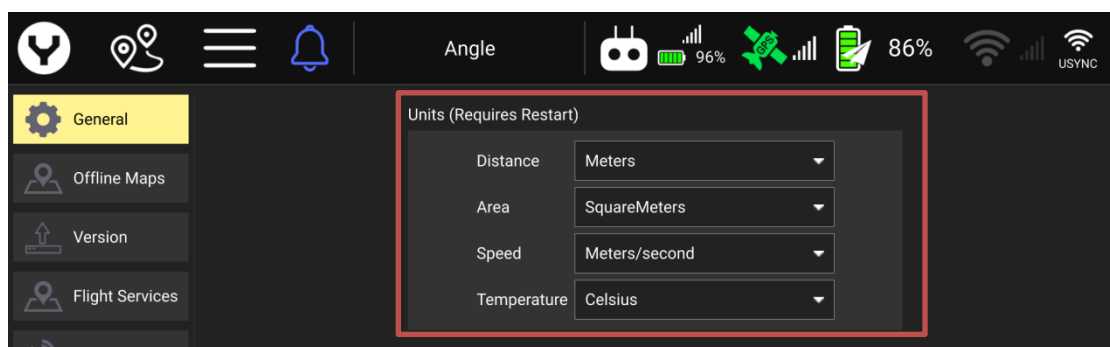 Angle
96%
GPS
86%
USYNC
General
Offline Maps
Version
Flight Services
Units (Requires Restart)
Distance Meters
Area SquareMeters
Speed Meters/second
Temperature Celsius